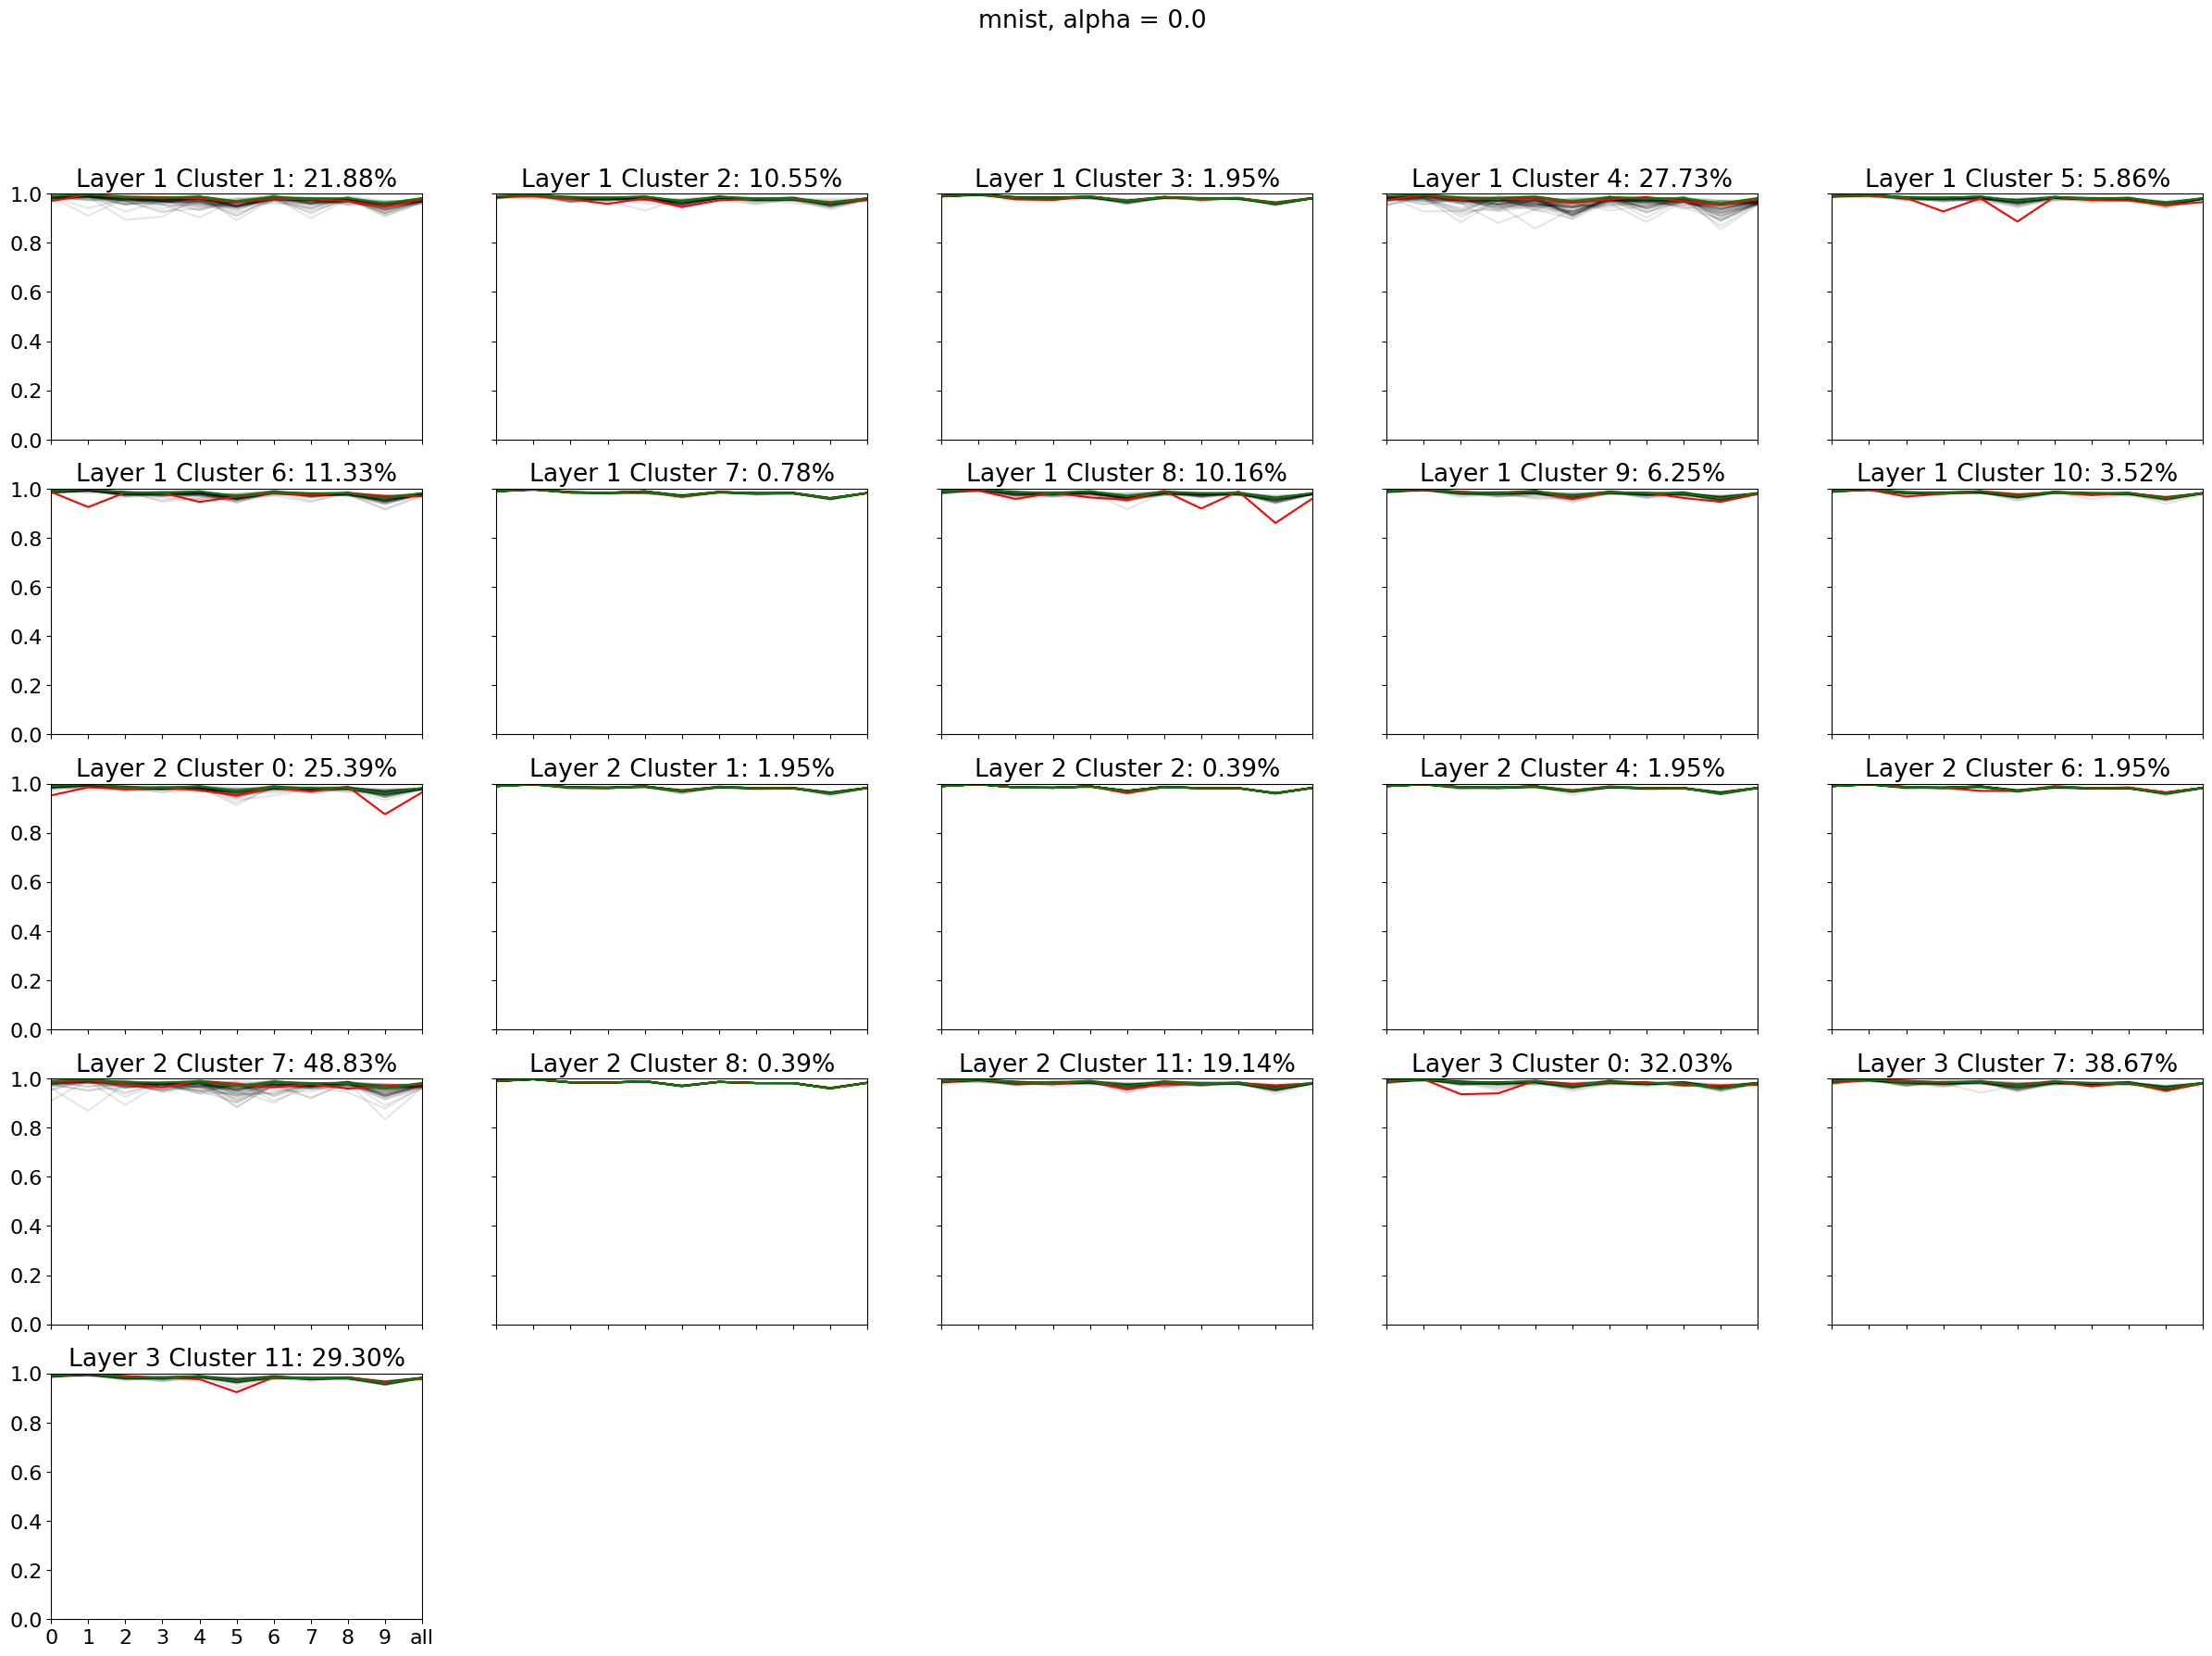 mnist, alpha = 0.0
Layer 1 Cluster 1: 21.88%
Layer 1 Cluster 2: 10.55%
Layer 1 Cluster 3: 1.95%
Layer 1 Cluster 4: 27.73%
Layer 1 Cluster 5: 5.86%
1.0
0.8
0.6
0.4
0.2
0.0
Layer 1 Cluster 6: 11.33%
Layer 1 Cluster 7: 0.78%
Layer 1 Cluster 8: 10.16%
Layer 1 Cluster 9: 6.25%
Layer 1 Cluster 10: 3.52%
1.0
0.8
0.6
0.4
0.2
0.0
Layer 2 Cluster 0: 25.39%
Layer 2 Cluster 1: 1.95%
Layer 2 Cluster 2: 0.39%
Layer 2 Cluster 4: 1.95%
Layer 2 Cluster 6: 1.95%
1.0
0.8
0.6
0.4
0.2
0.0
Layer 2 Cluster 7: 48.83%
Layer 2 Cluster 8: 0.39%
Layer 2 Cluster 11: 19.14%
Layer 3 Cluster 0: 32.03%
Layer 3 Cluster 7: 38.67%
1.0
0.8
0.6
0.4
0.2
0.0
Layer 3 Cluster 11: 29.30%
1.0
0.8
0.6
0.4
0.2
0.0
0 1 2 3 4 5 6 7 8 9 all